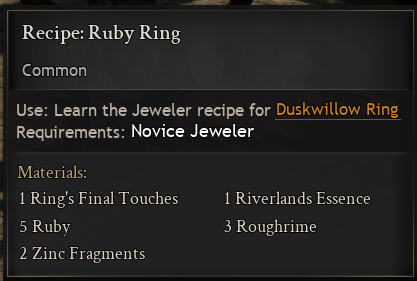 Recipe: Ruby Ring
Common
Use: Learn the Jeweler recipe for Duskwillow Ring
Requirements: Novice Jeweler
Materials:
1 Ring's Final Touches 1 Riverlands Essence
5 Ruby 3 Roughrime
2 Zinc Fragments